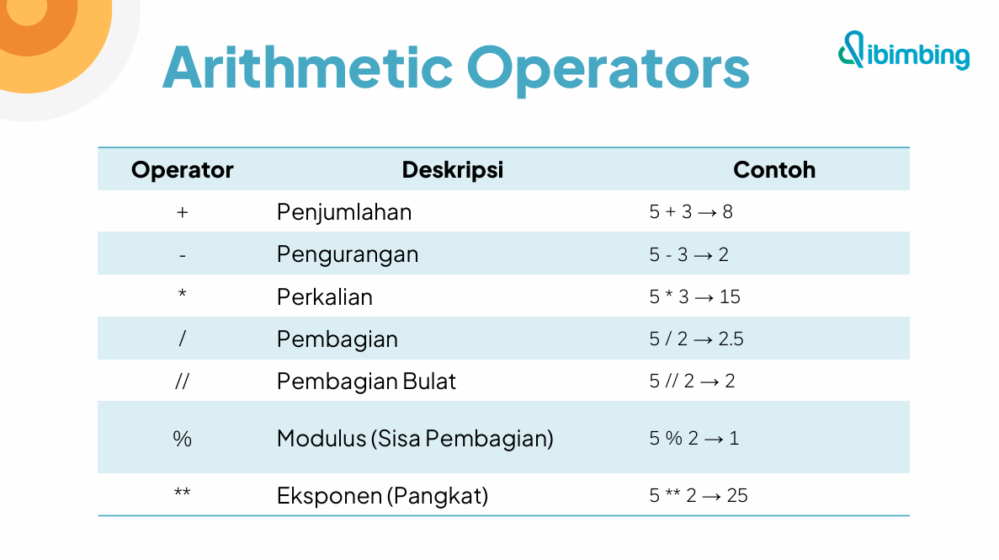 Arithmetic Operators
dibimbing
Operator Deskripsi Contoh
+ Penjumlahan 5 + 3 → 8
- Pengurangan 5 - 3 → 2
* Perkalian 5 * 3 → 15
/ Pembagian 5 / 2 → 2.5
// Pembagian Bulat 5 // 2 → 2
% Modulus (Sisa Pembagian) 5 % 2 → 1
** Eksponen (Pangkat) 5 ** 2 → 25